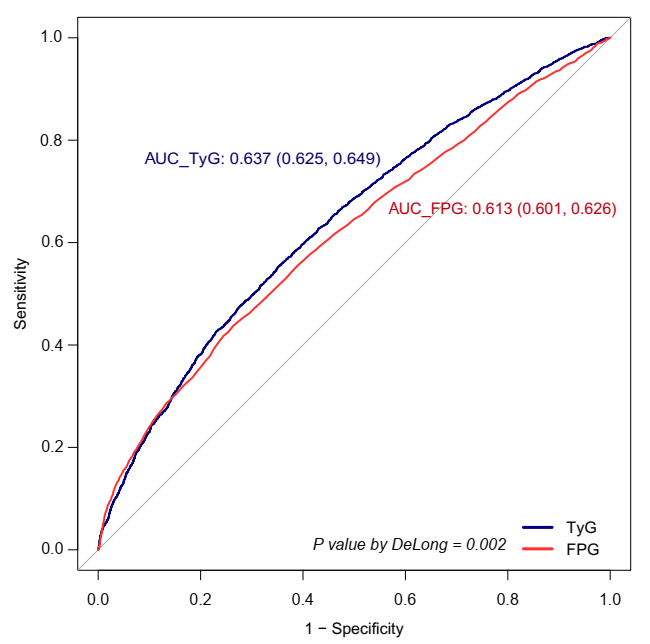 1.0
0.8
0.6
0.4
0.2
0.0
Sensitivity
AUC_TyG: 0.637 (0.625, 0.649)
AUC_FPG: 0.613 (0.601, 0.626)
TyG
P value by DeLong = 0.002
FPG
0.0 0.2 0.4 0.6 0.8 1.0
1 − Specificity